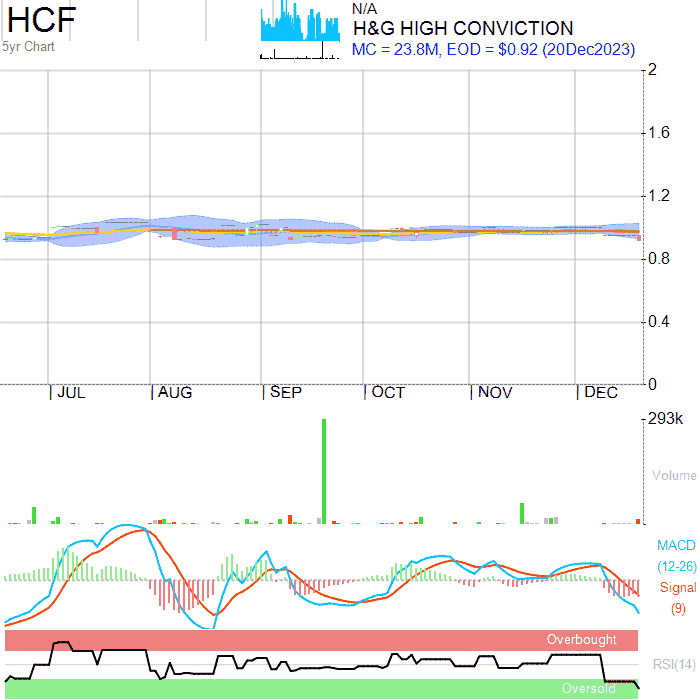 HCF
5yr Chart
N/A
H&G HIGH CONVICTION
MC = 23.8M, EOD = $0.92 (20Dec2023)
2
1.6
1.2
0.8
0.4
0
JUL AUG SEP OCT NOV DEC
293k
Volume
MACD
(12-26)
Signal
(9)
Overbought
RSI(14)
Oversold